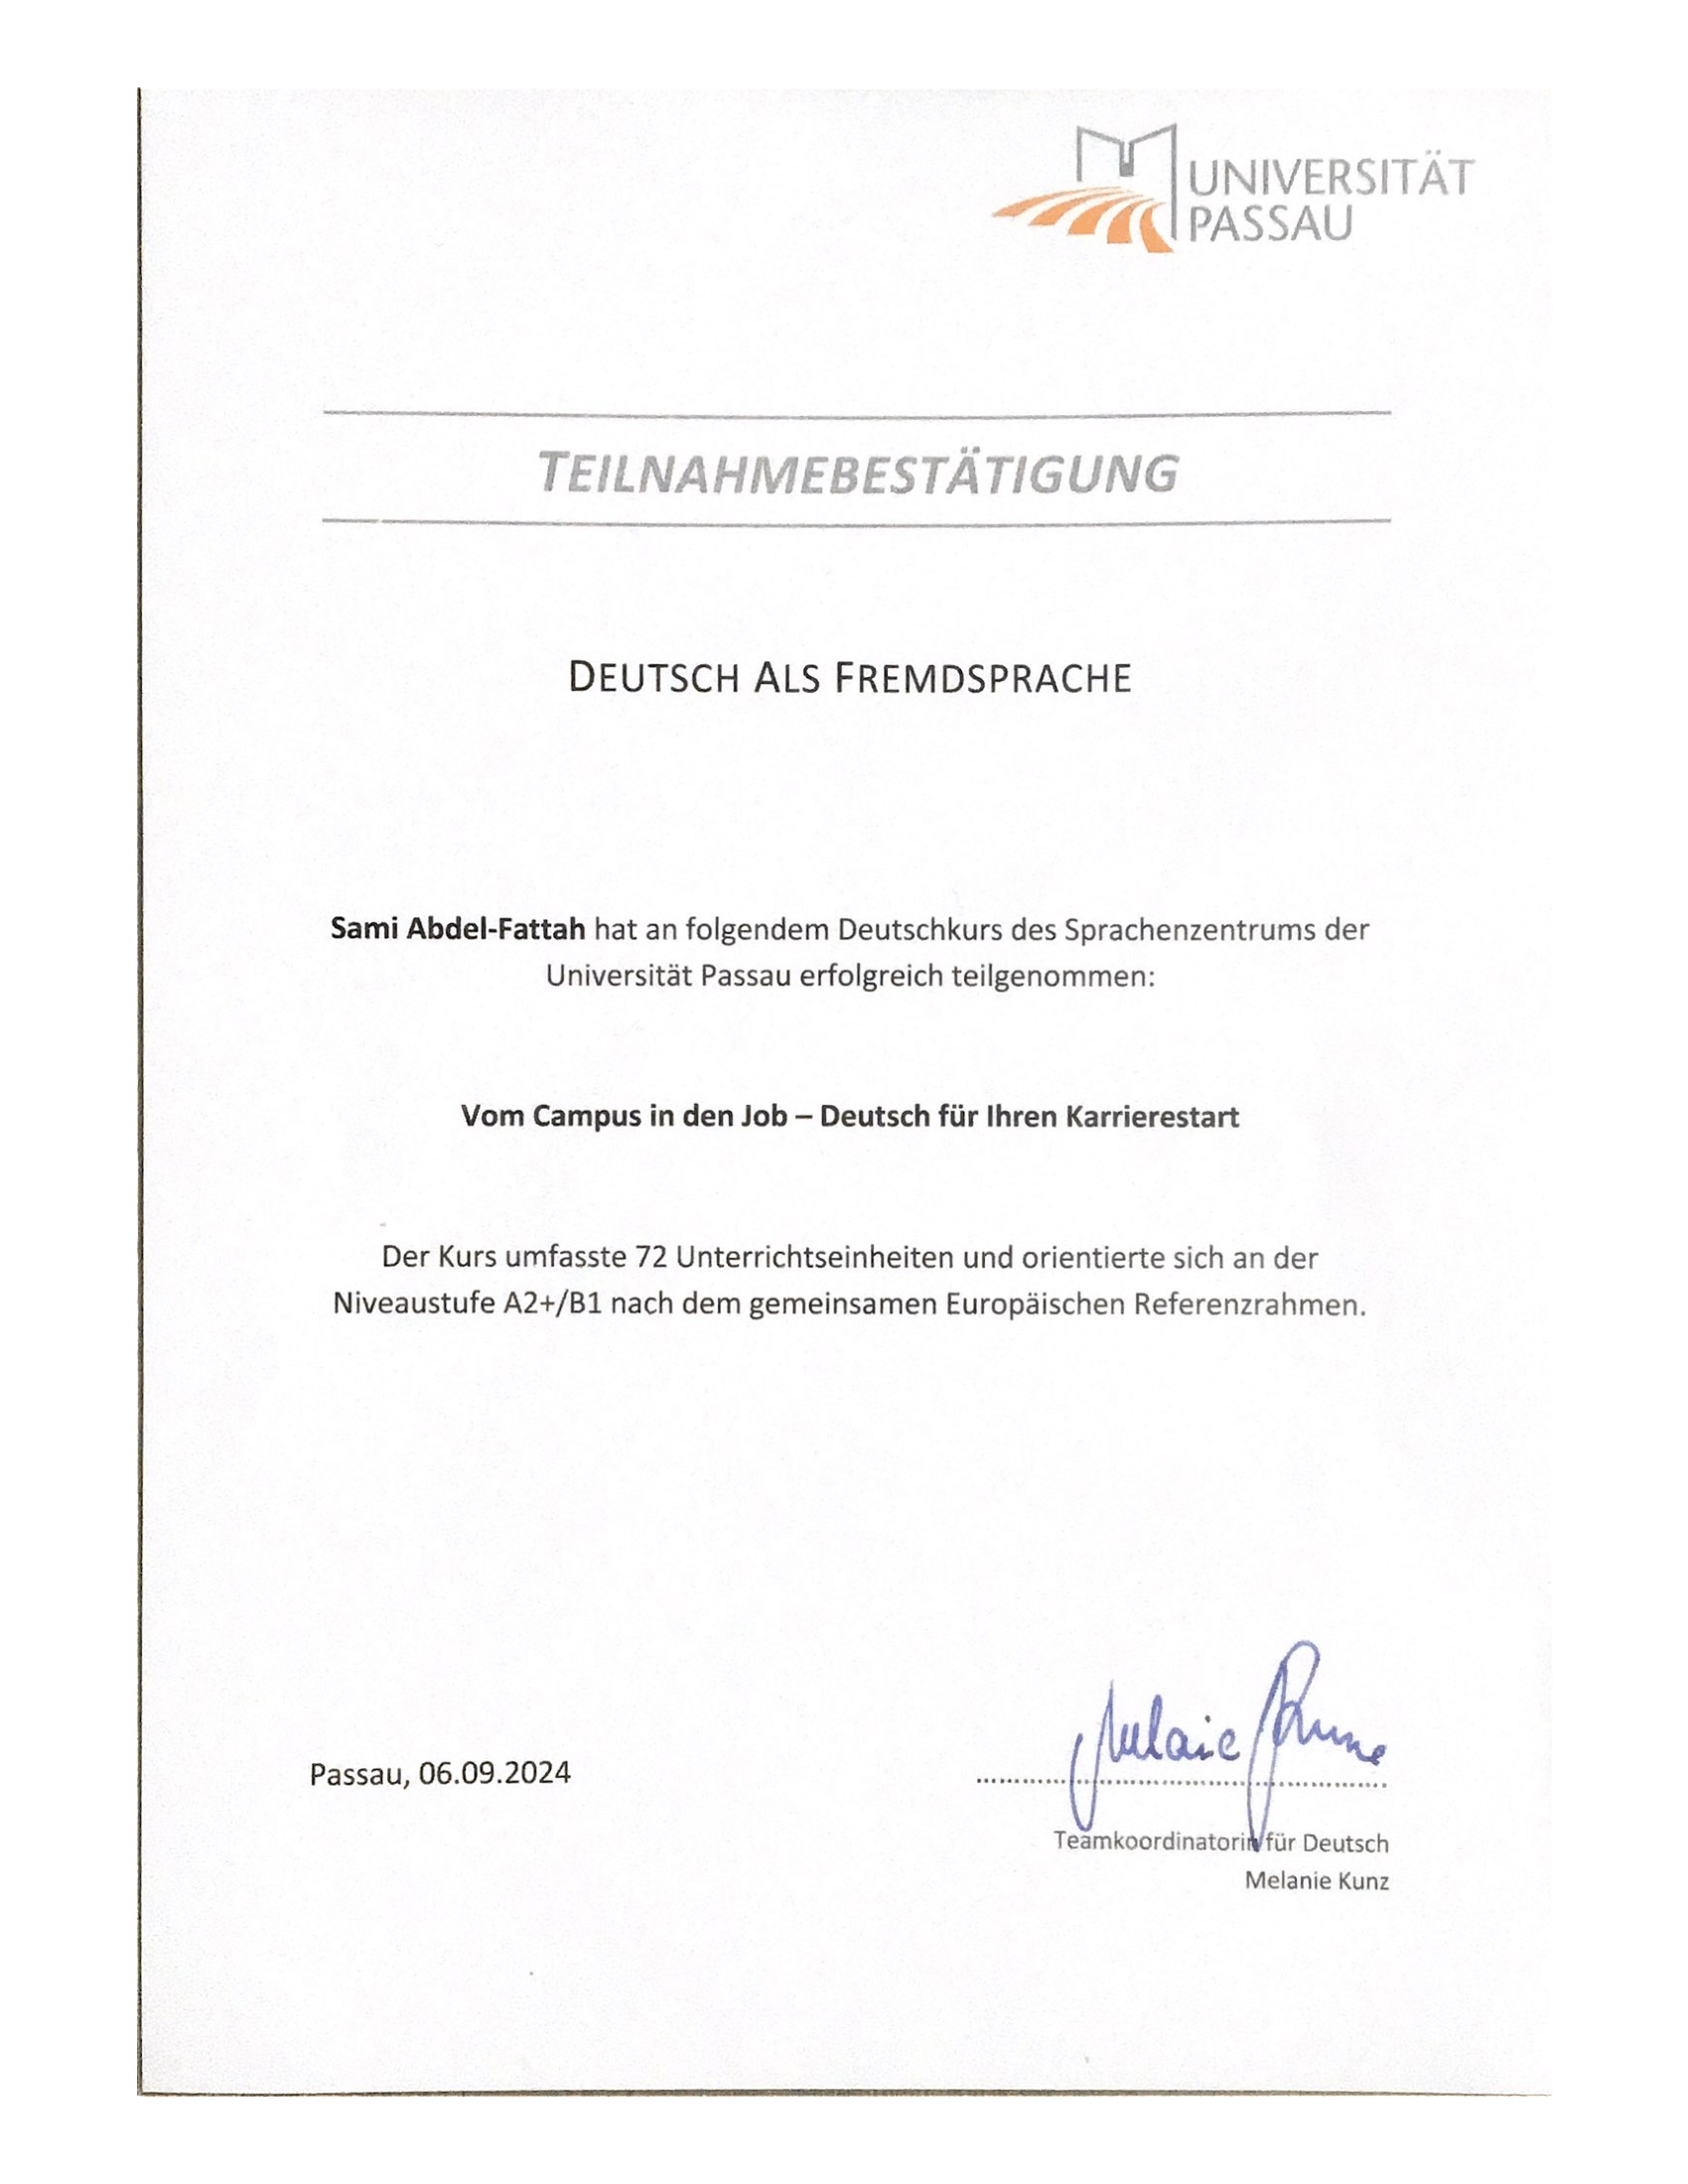 UNIVERSITÄT
PASSAU
TEILNAHMEBESTÄTIGUNG
DEUTSCH ALS FREMDSPRACHE
Sami Abdel-Fattah hat an folgendem Deutschkurs des Sprachenzentrums der
Universität Passau erfolgreich teilgenommen:
Vom Campus in den Job – Deutsch für Ihren Karrierestart
Der Kurs umfasste 72 Unterrichtseinheiten und orientierte sich an der
Niveaustufe A2+/B1 nach dem gemeinsamen Europäischen Referenzrahmen.
Passau, 06.09.2024
Teamkoordinatorin für Deutsch
Melanie Kunz